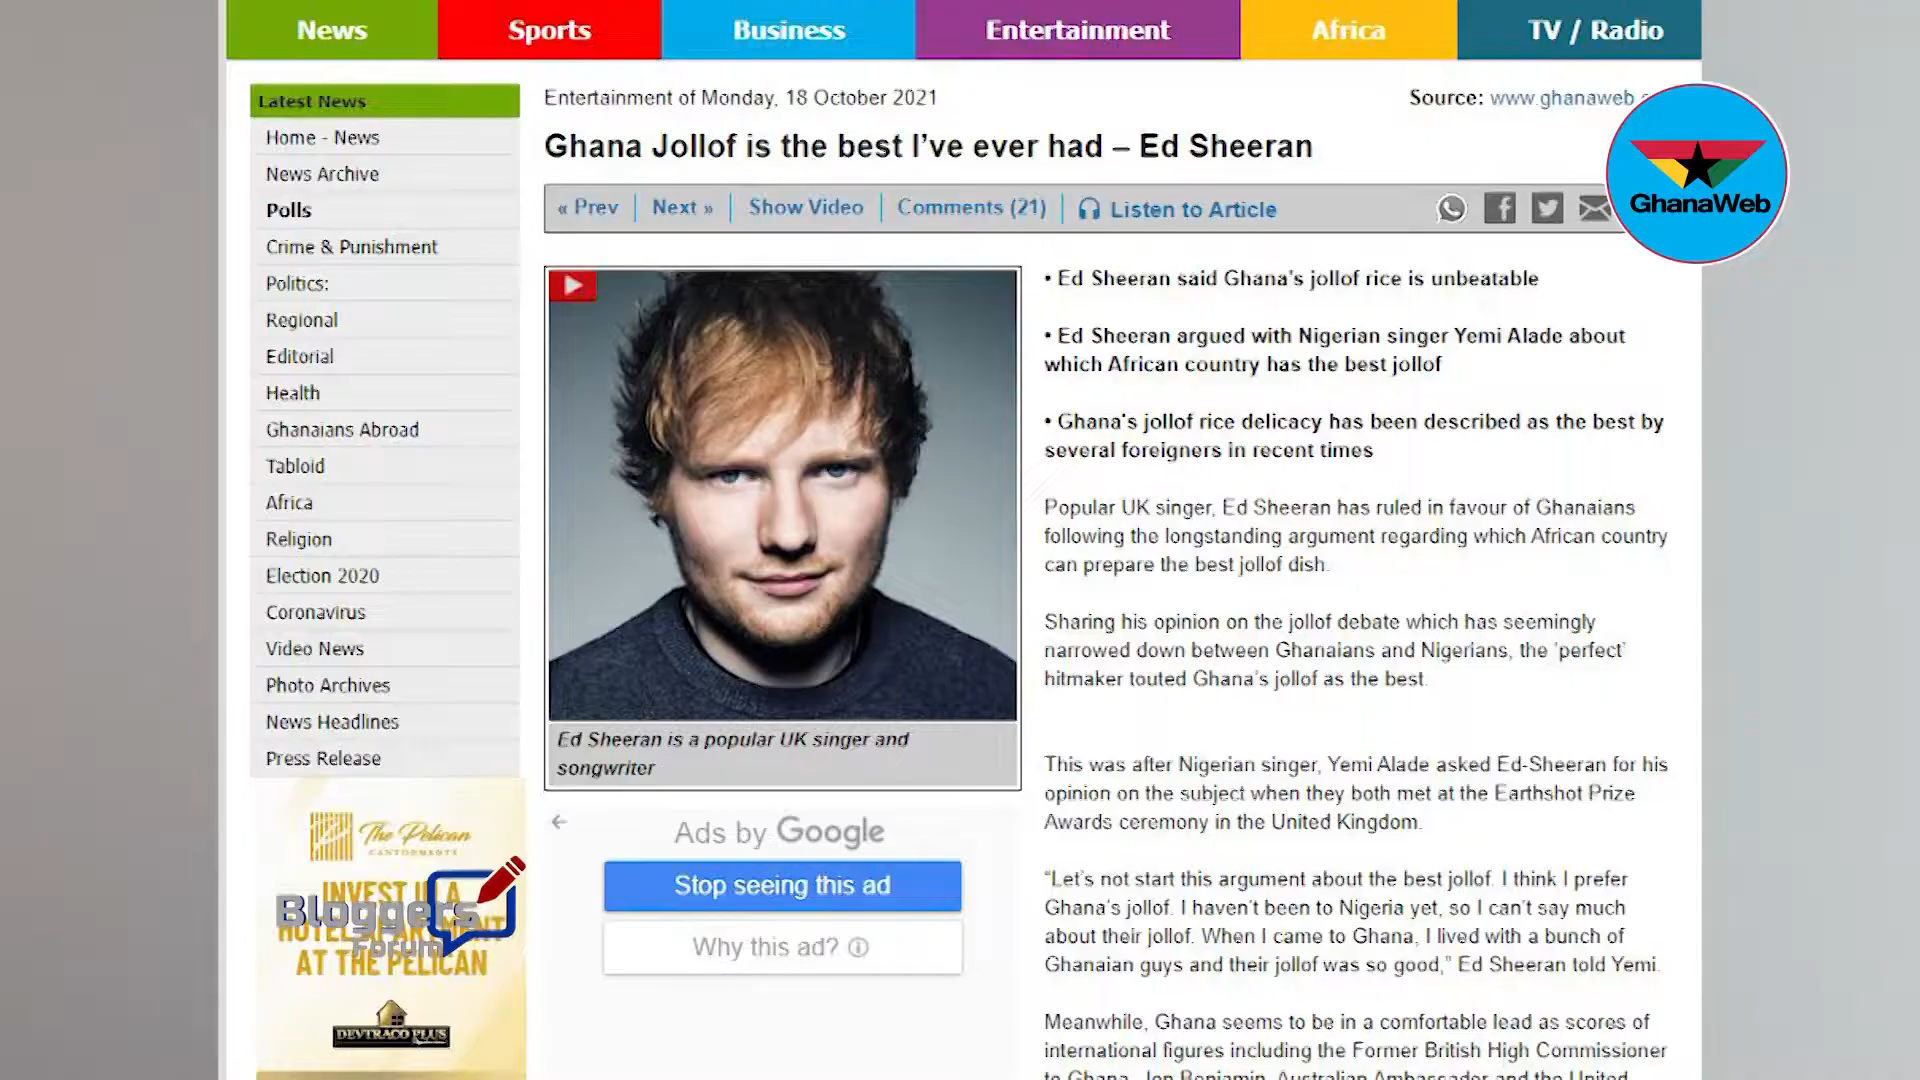 News Sports Business Entertainment Africa TV / Radio
Latest News
Home - News
News Archive
Polls
Crime & Punishment
Politics:
Regional
Editorial
Health
Ghanaians Abroad
Tabloid
Africa
Religion
Election 2020
Coronavirus
Video News
Photo Archives
News Headlines
Press Release
The Pelican
CANTONMENTS
INVEST IN A
HOTEL APARTMENT
AT THE PELICAN
Bloggers
Forum
DEVTRACO PLUS
Entertainment of Monday, 18 October 2021
Source: www.ghanaweb
GhanaWeb
Ghana Jollof is the best I’ve ever had – Ed Sheeran
« Prev Next » Show Video Comments (21) Listen to Article
Ed Sheeran is a popular UK singer and
songwriter
Ads by Google
Stop seeing this ad
Why this ad?
• Ed Sheeran said Ghana's jollof rice is unbeatable
• Ed Sheeran argued with Nigerian singer Yemi Alade about
which African country has the best jollof
• Ghana's jollof rice delicacy has been described as the best by
several foreigners in recent times
Popular UK singer, Ed Sheeran has ruled in favour of Ghanaians
following the longstanding argument regarding which African country
can prepare the best jollof dish.
Sharing his opinion on the jollof debate which has seemingly
narrowed down between Ghanaians and Nigerians, the ‘perfect’
hitmaker touted Ghana’s jollof as the best.
This was after Nigerian singer, Yemi Alade asked Ed-Sheeran for his
opinion on the subject when they both met at the Earthshot Prize
Awards ceremony in the United Kingdom.
“Let’s not start this argument about the best jollof. I think I prefer
Ghana’s jollof. I haven’t been to Nigeria yet, so I can’t say much
about their jollof. When I came to Ghana, I lived with a bunch of
Ghanaian guys and their jollof was so good,” Ed Sheeran told Yemi.
Meanwhile, Ghana seems to be in a comfortable lead as scores of
international figures including the Former British High Commissioner
to Ghana, Jon Benjamin, Australian Ambassador and the United